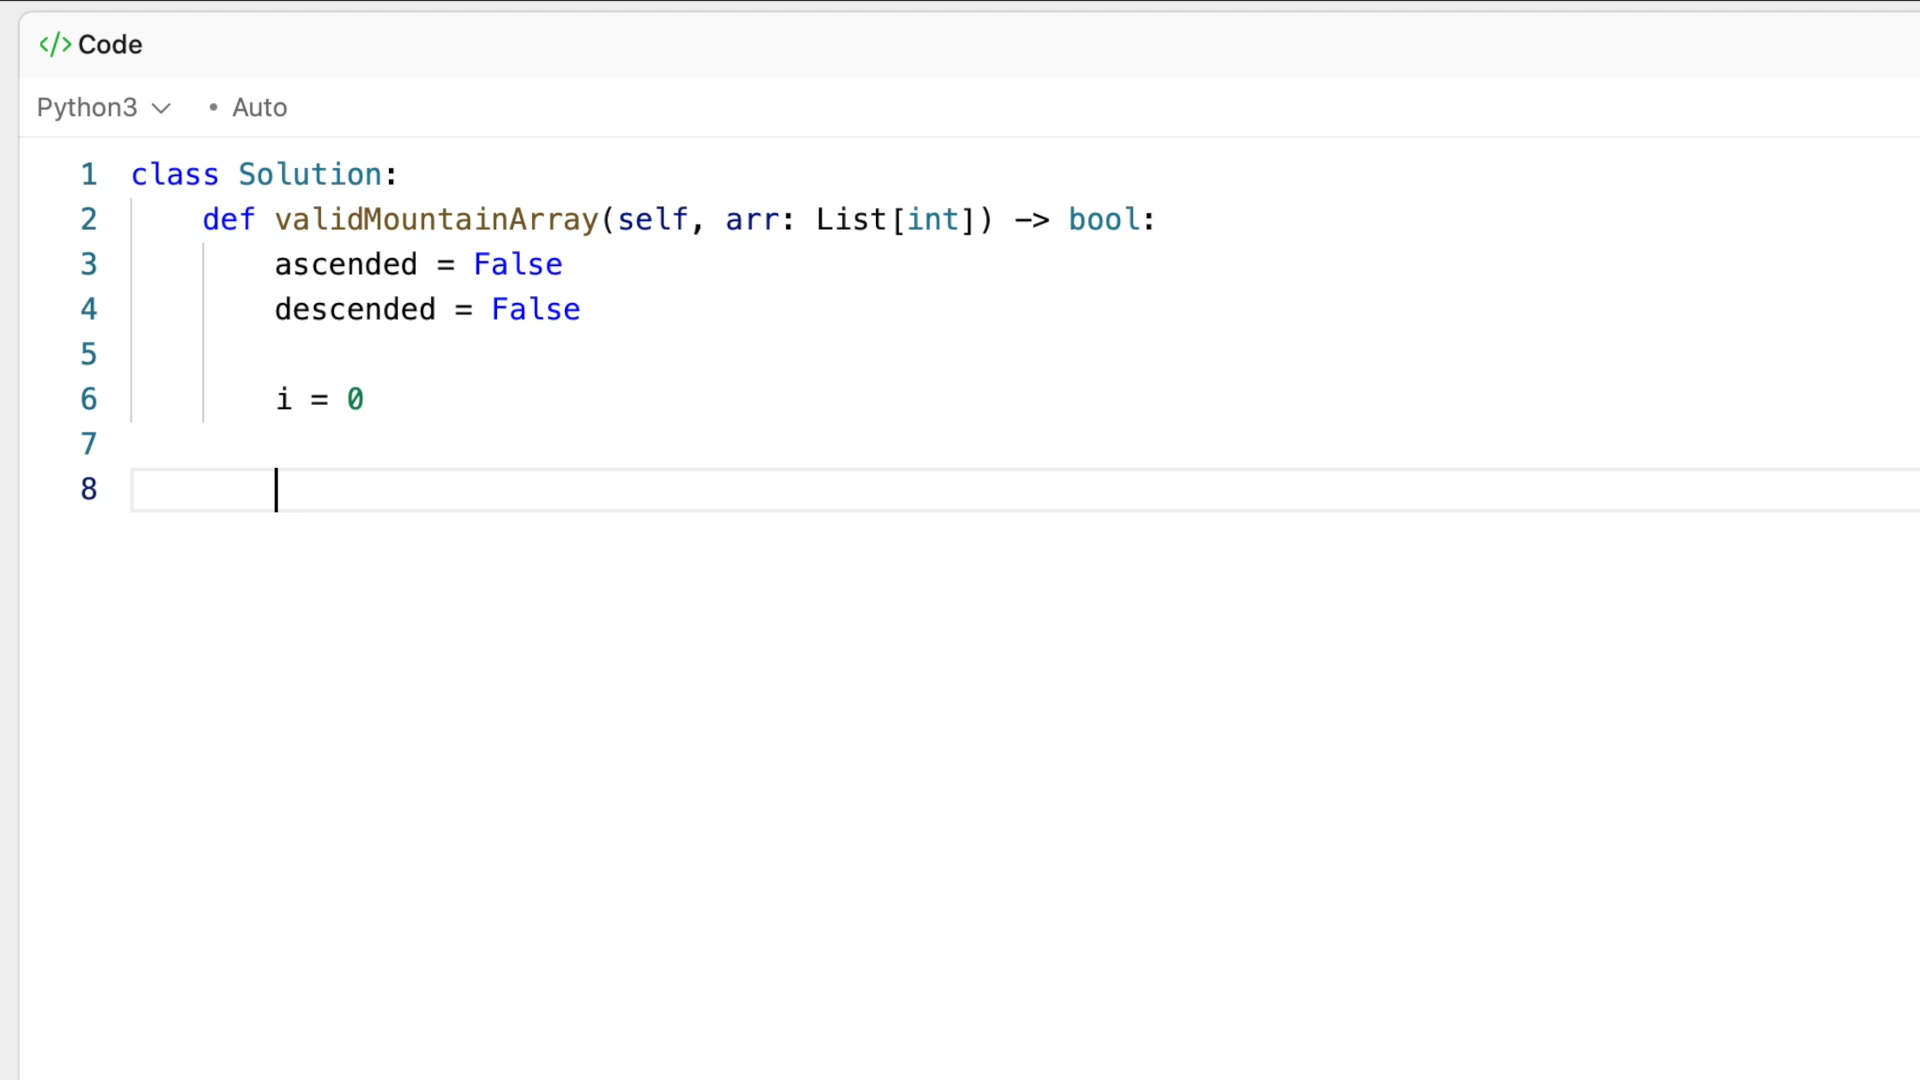 </> Code
Python3 • Auto
1 class Solution:
2 def validMountainArray(self, arr: List[int]) -> bool:
3 ascended = False
4 descended = False
5
6 i = 0
7
8